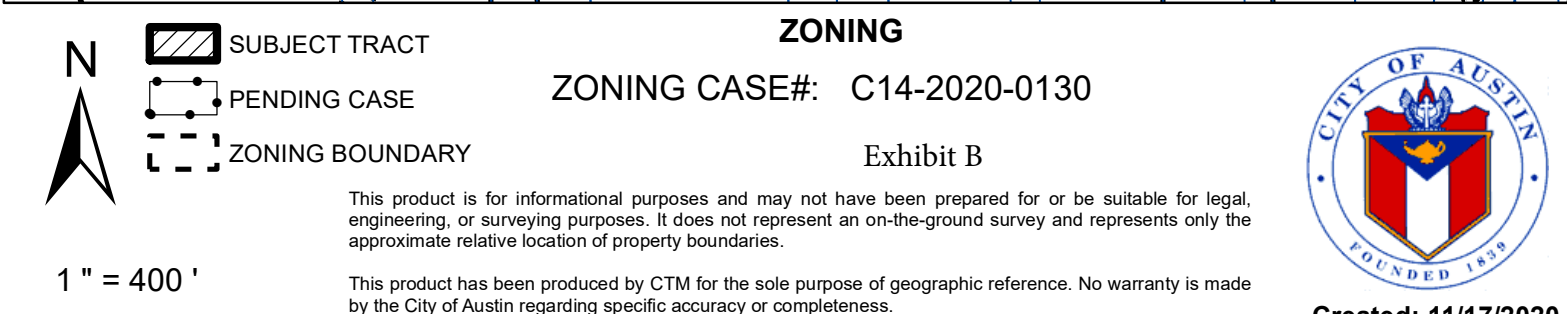 ZONING
N
SUBJECT TRACT
PENDING CASE
ZONING BOUNDARY
ZONING CASE#: C14-2020-0130
Exhibit B
This product is for informational purposes and may not have been prepared for or be suitable for legal,
engineering, or surveying purposes. It does not represent an on-the-ground survey and represents only the
approximate relative location of property boundaries.
1 " = 400 '
This product has been produced by CTM for the sole purpose of geographic reference. No warranty is made
by the City of Austin regarding specific accuracy or completeness.
CITY OF AUSTIN
FOUNDED 1839
Created: 11/17/2020